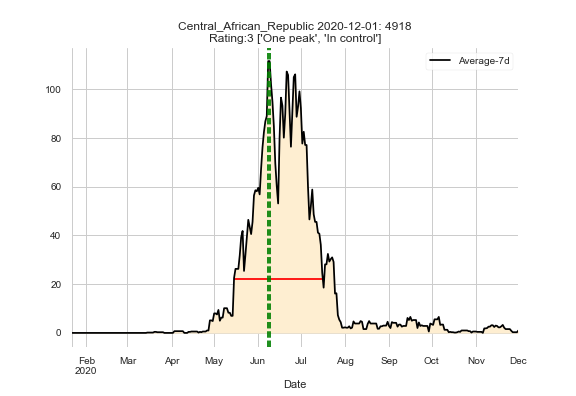 Central_African_Republic 2020-12-01: 4918
Rating:3 ['One peak', 'In control']
Average-7d
100
80
60
40
20
0
Feb Mar Apr May Jun Jul Aug Sep Oct Nov Dec
2020
Date